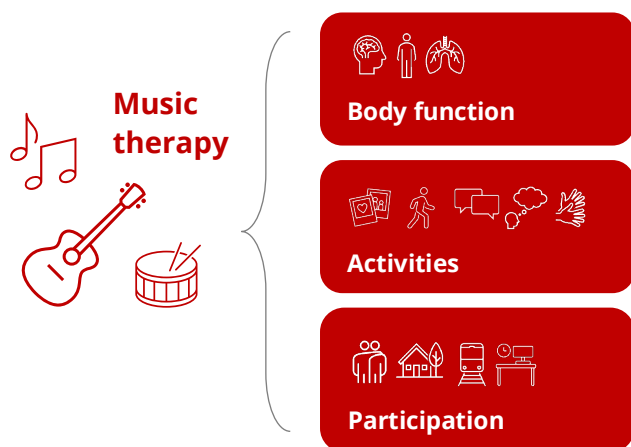 Music
therapy
Body function
Activities
Participation